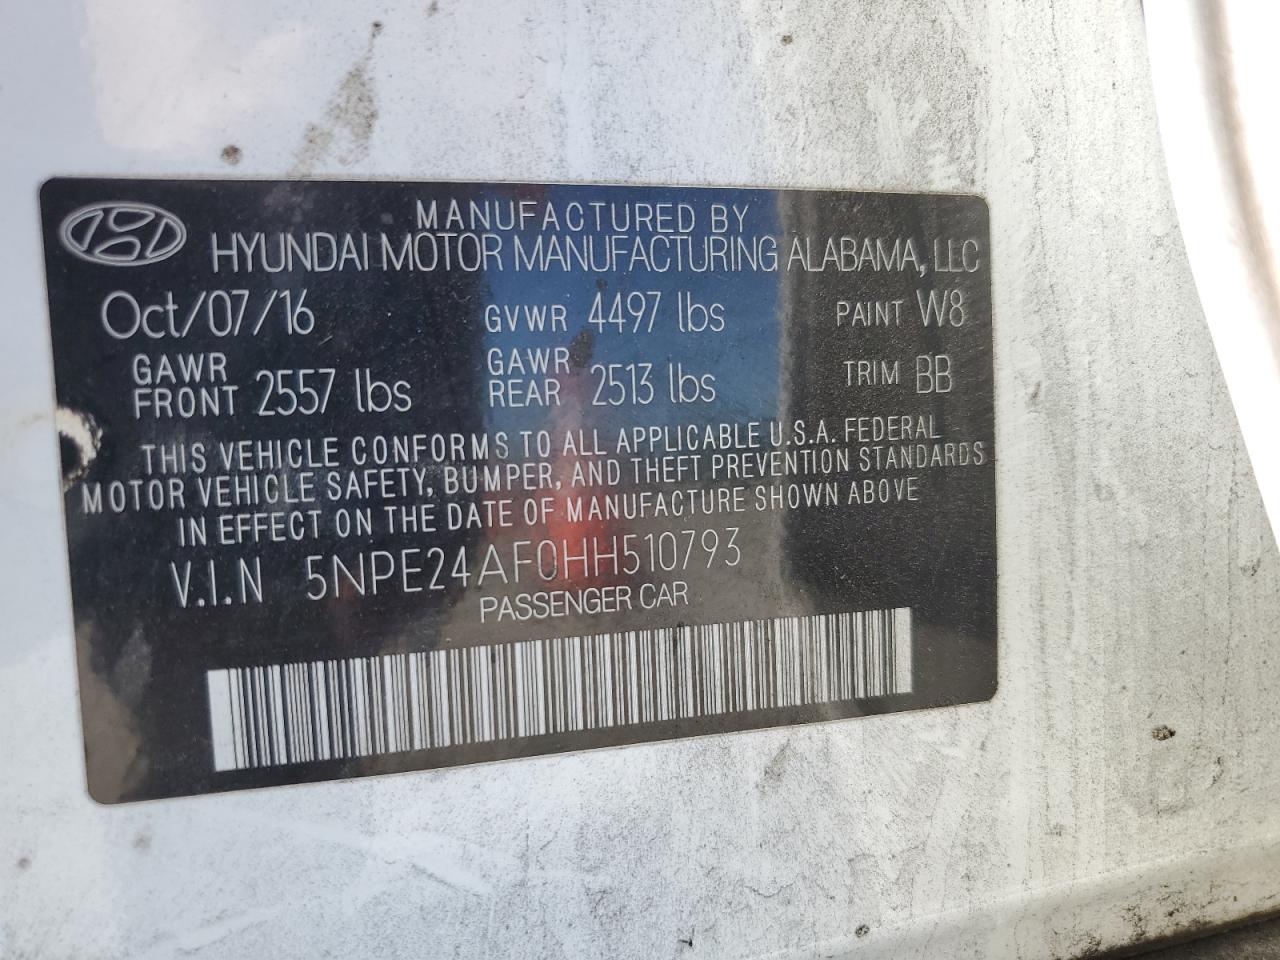 MANUFACTURED BY
HYUNDAI MOTOR MANUFACTURING ALABAMA, LLC
Oct/07/16 GVWR 4497 lbs PAINT W8
GAWR FRONT 2557 lbs GAWR REAR 2513 lbs TRIM BB
THIS VEHICLE CONFORMS TO ALL APPLICABLE U.S.A. FEDERAL
MOTOR VEHICLE SAFETY, BUMPER, AND THEFT PREVENTION STANDARDS
IN EFFECT ON THE DATE OF MANUFACTURE SHOWN ABOVE
V.I.N 5NPE24AF0HH510793
PASSENGER CAR